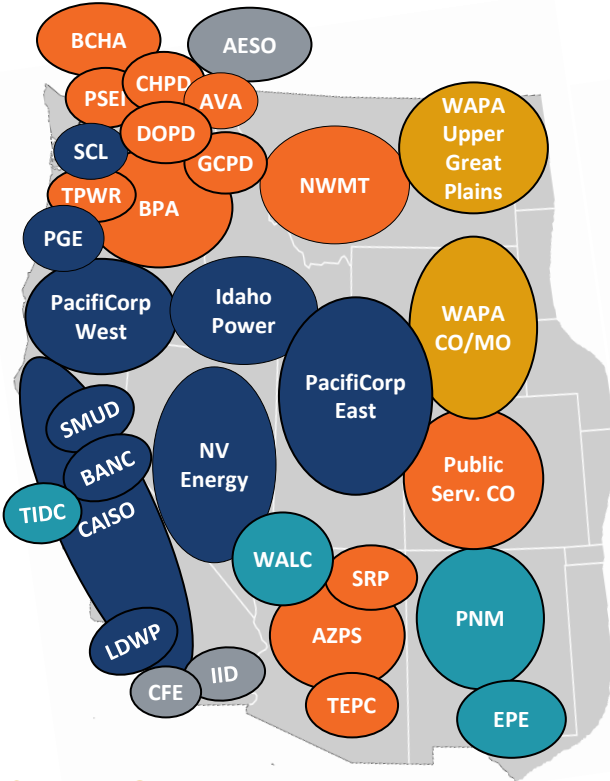 BCHA
AESO
CHPD
PSEI
AVA
WAPA
Upper
Great
Plains
DOPD
SCL
GCPD
NWMT
TPWR
BPA
PGE
PacifiCorp
West
Idaho
Power
WAPA
CO/MO
PacifiCorp
East
SMUD
NV
Energy
BANC
Public
Serv. CO
TIDC
CAISO
WALC
SRP
PNM
AZPS
LDWP
IID
CFE
TEPC
EPE